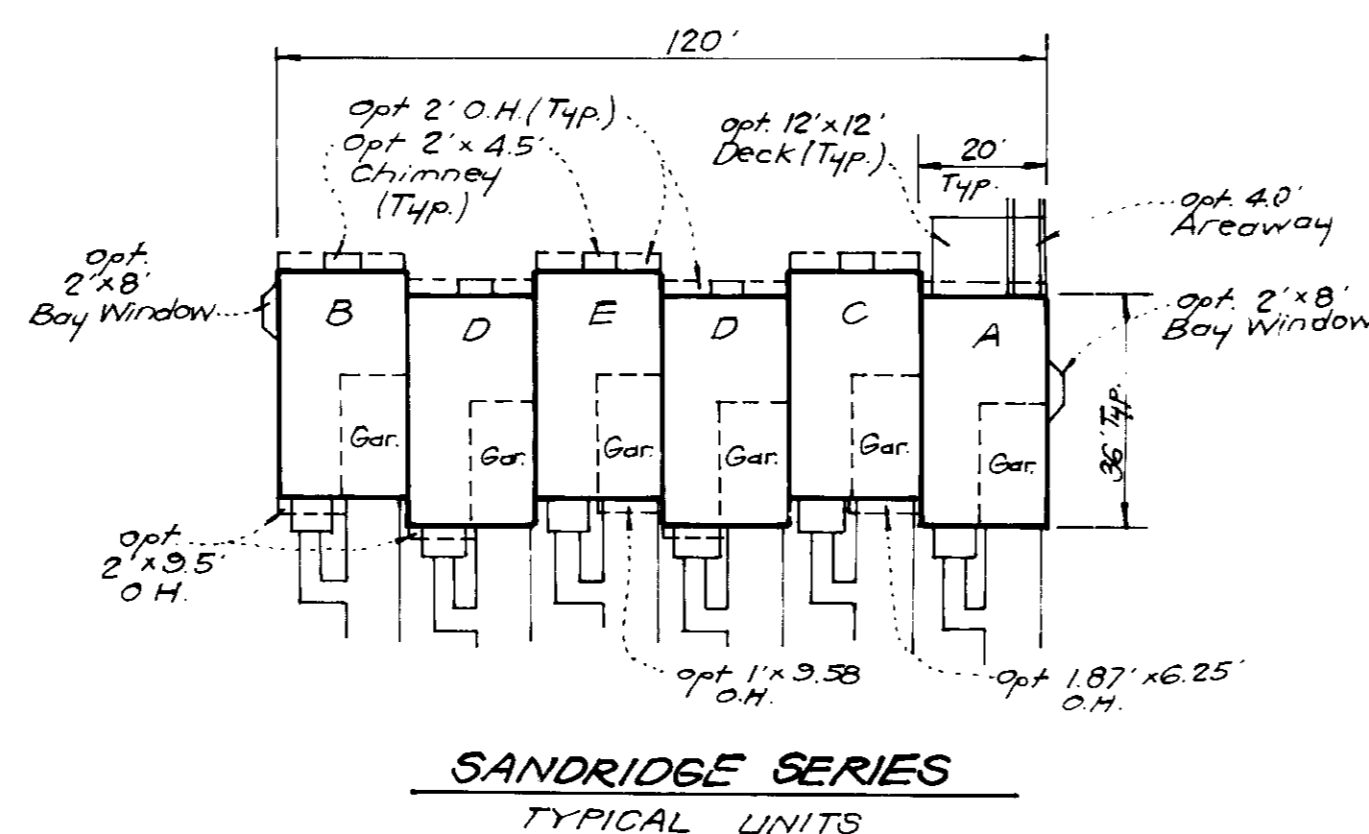 120'
opt 2' O.H. (Typ.)
opt 2' x 4.5'
Chimney
(Typ.)
opt. 12'x12'
Deck (Typ.)
20'
Typ.
opt. 4.0'
Areaway
opt.
2'x8'
Bay Window
opt. 2'x8'
Bay Window
B
D
E
D
C
A
36' Typ.
Gar.
Gar.
Gar.
Gar.
Gar.
Gar.
opt
2'x9.5'
O H.
opt 1'x9.58
O.H.
opt 1.87'x6.25'
O.H.
SANDRIDGE SERIES
TYPICAL UNITS